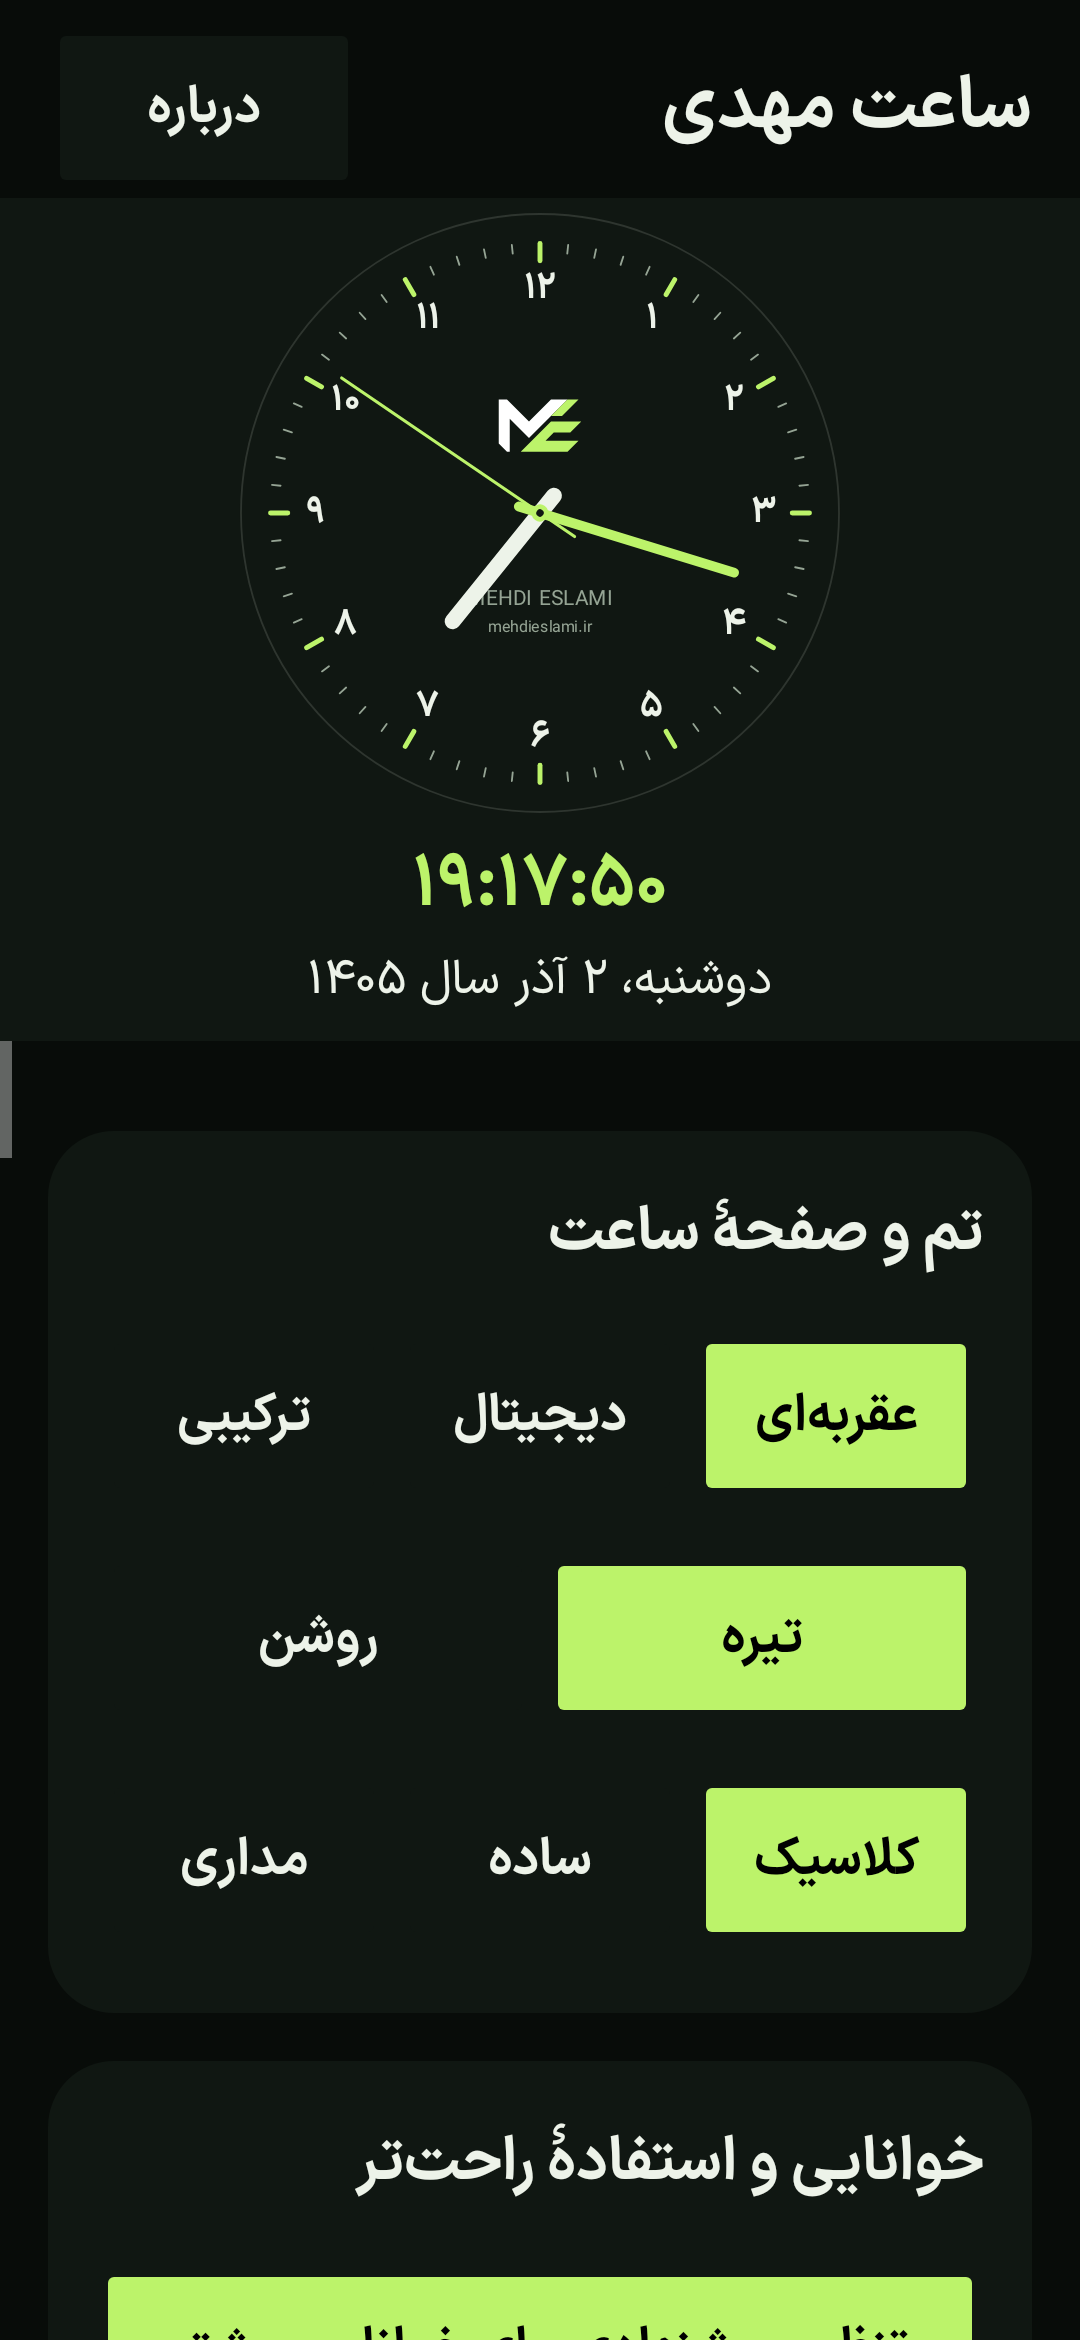 ساعت مهدی
درباره
۱۲
۱
۲
۳
۴
۵
۶
۷
۸
۹
۱۰
۱۱
ME
ESLAMI
mehdieslami.ir
۱۹:۱۷:۵۰
دوشنبه، ۲ آذر سال ۱۴۰۵
تم و صفحهٔ ساعت
عقربه‌ای دیجیتال ترکیبی
تیره روشن
کلاسیک ساده مداری
خوانایی و استفادهٔ راحت‌تر